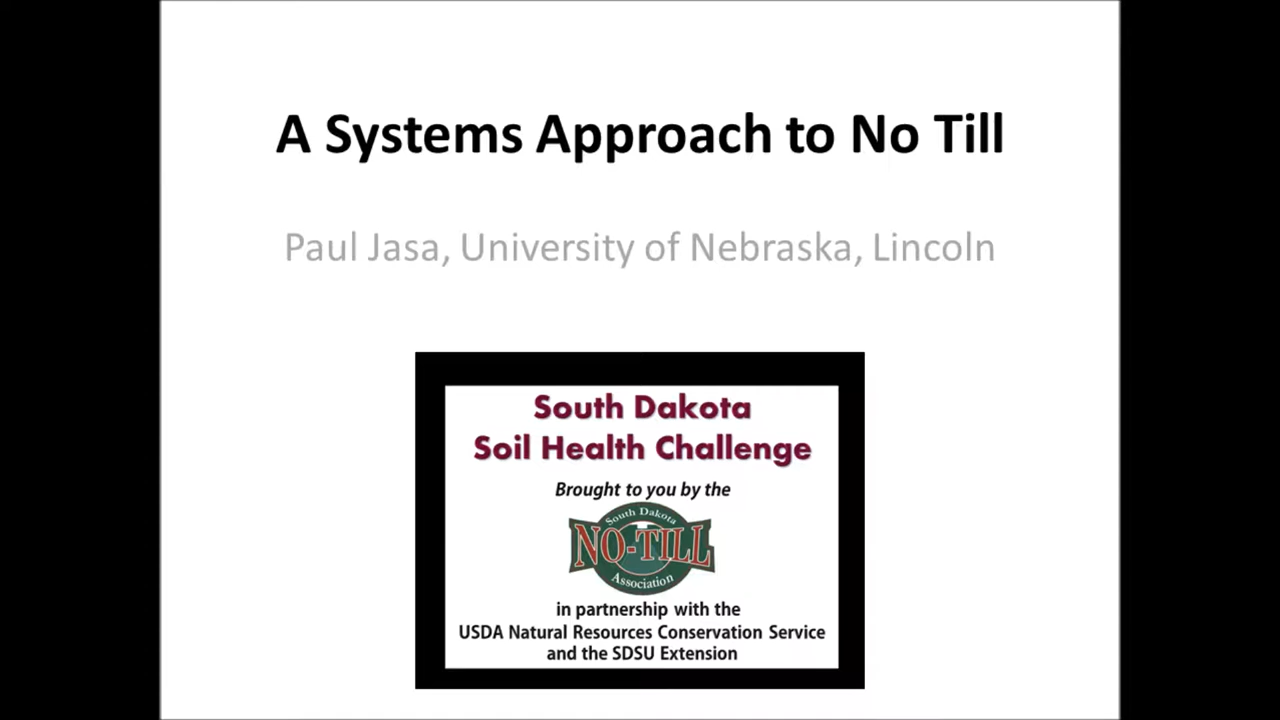 A Systems Approach to No Till
Paul Jasa, University of Nebraska, Lincoln
South Dakota
Soil Health Challenge
Brought to you by the
South Dakota
NO-TILL
Association
in partnership with the
USDA Natural Resources Conservation Service
and the SDSU Extension